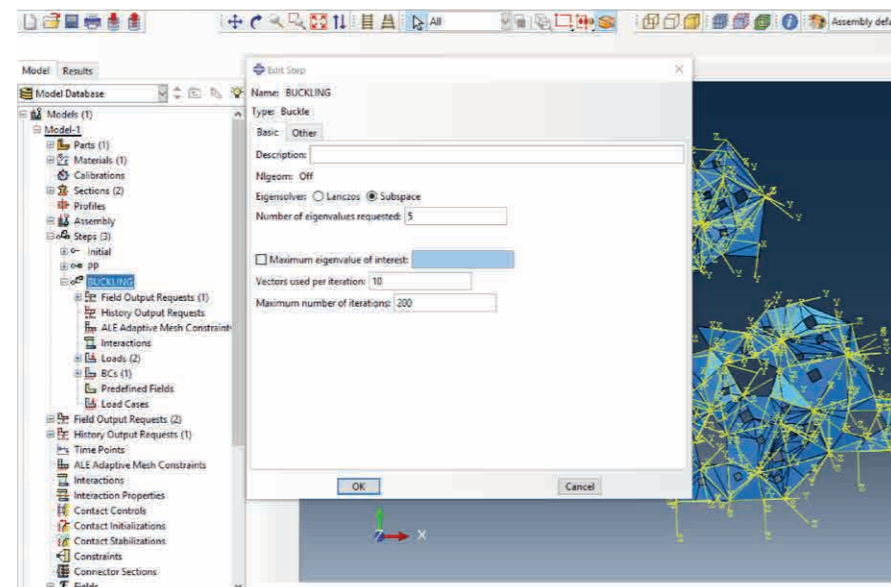 All
Assembly defa
Model Results
Model Database
Models (1)
Model-1
Parts (1)
Materials (1)
Calibrations
Sections (2)
Profiles
Assembly
Steps (3)
Initial
PP
BUCKLING
Field Output Requests (1)
History Output Requests
ALE Adaptive Mesh Constraint
Interactions
Loads (2)
BCs (1)
Predefined Fields
Load Cases
Field Output Requests (2)
History Output Requests (1)
Time Points
ALE Adaptive Mesh Constraints
Interactions
Interaction Properties
Contact Controls
Contact Initializations
Contact Stabilizations
Constraints
Connector Sections
Fields
Edit Step
Name: BUCKLING
Type: Buckle
Basic Other
Description:
Nlgeom: Off
Eigensolver: Lanczos Subspace
Number of eigenvalues requested: 5
Maximum eigenvalue of interest:
Vectors used per iteration: 10
Maximum number of iterations: 200
OK Cancel
Z X